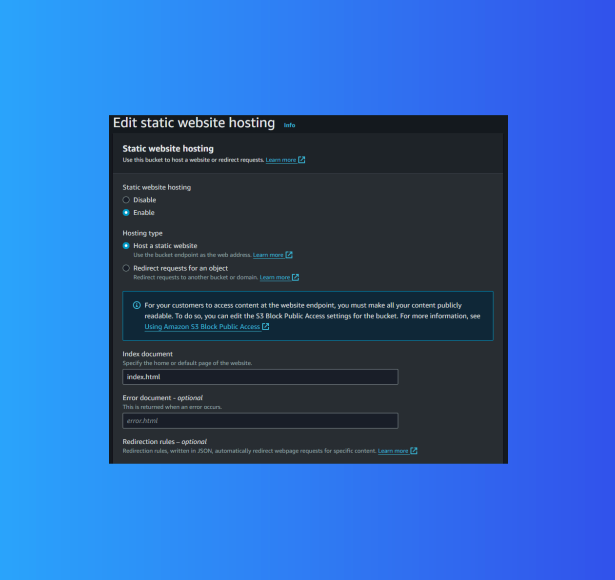 Edit static website hosting Info
Static website hosting
Use this bucket to host a website or redirect requests. Learn more
Static website hosting
Disable
Enable
Hosting type
Host a static website
Use the bucket endpoint as the web address. Learn more
Redirect requests for an object
Redirect requests to another bucket or domain. Learn more
For your customers to access content at the website endpoint, you must make all your content publicly
readable. To do so, you can edit the S3 Block Public Access settings for the bucket. For more information, see
Using Amazon S3 Block Public Access
Index document
Specify the home or default page of the website.
index.html
Error document - optional
This is returned when an error occurs.
error.html
Redirection rules – optional
Redirection rules, written in JSON, automatically redirect webpage requests for specific content. Learn more